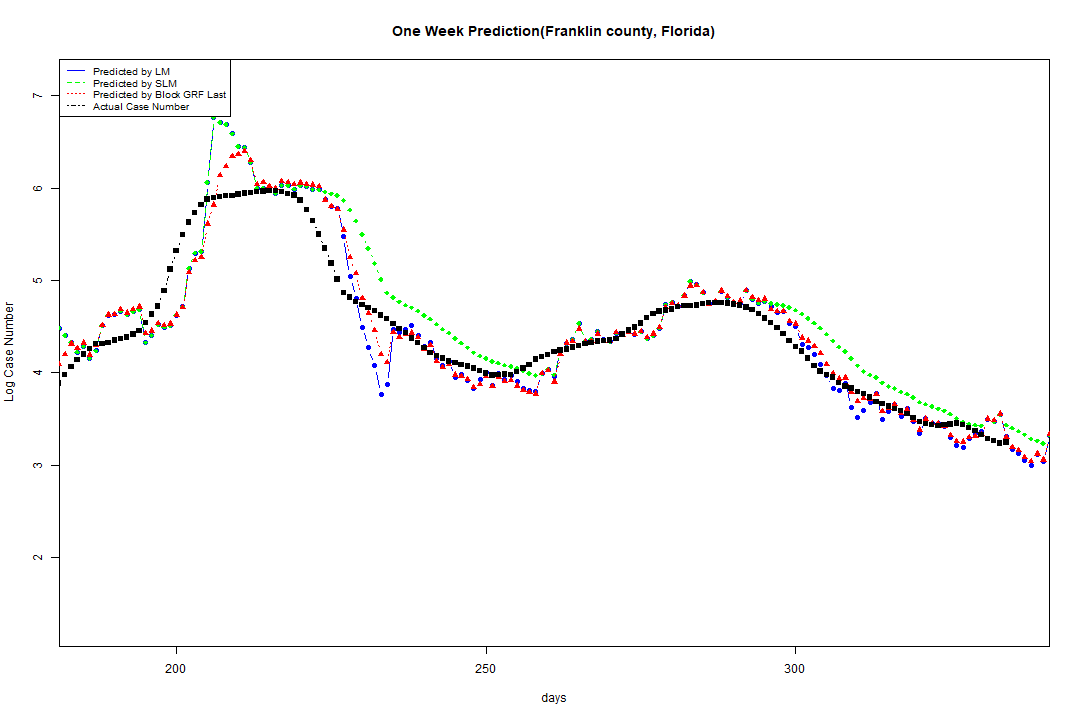 One Week Prediction(Franklin county, Florida)
Predicted by LM
Predicted by SLM
Predicted by Block GRF Last
Actual Case Number
7
6
5
4
3
2
Log Case Number
200
250
300
days